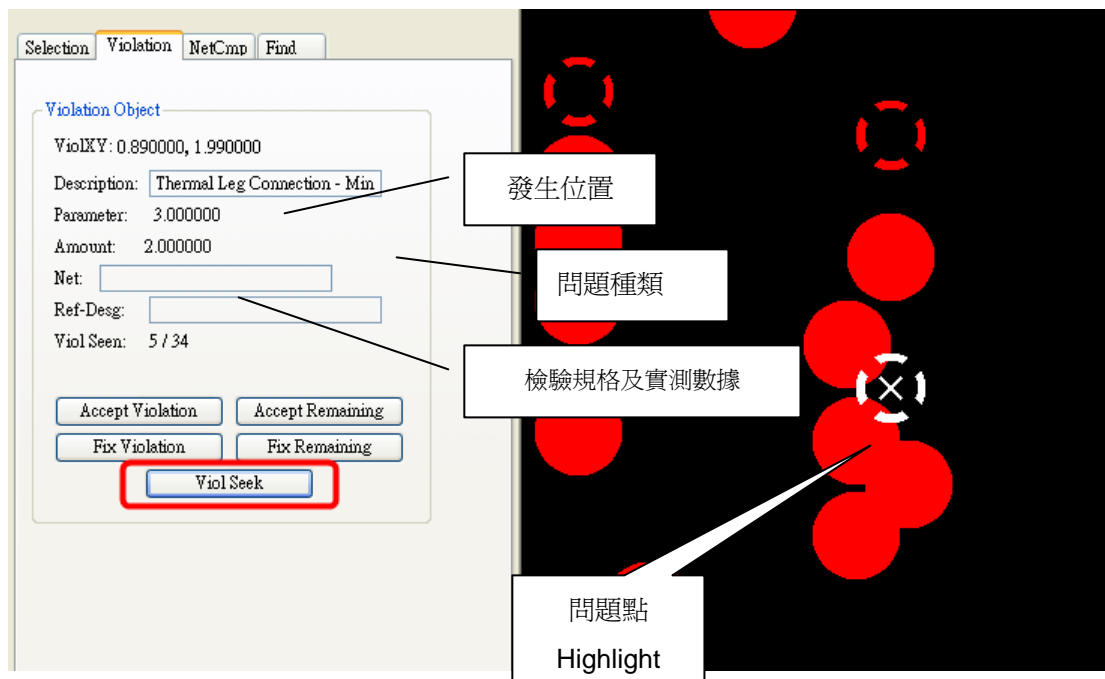 Selection Violation NetCmp Find
Violation Object
ViolXY: 0.890000, 1.990000
Description: Thermal Leg Connection - Min
Parameter: 3.000000
Amount: 2.000000
Net:
Ref-Desg:
Viol Seen: 5 / 34
Accept Violation Accept Remaining
Fix Violation Fix Remaining
Viol Seek
發生位置
問題種類
檢驗規格及實測數據
問題點
Highlight